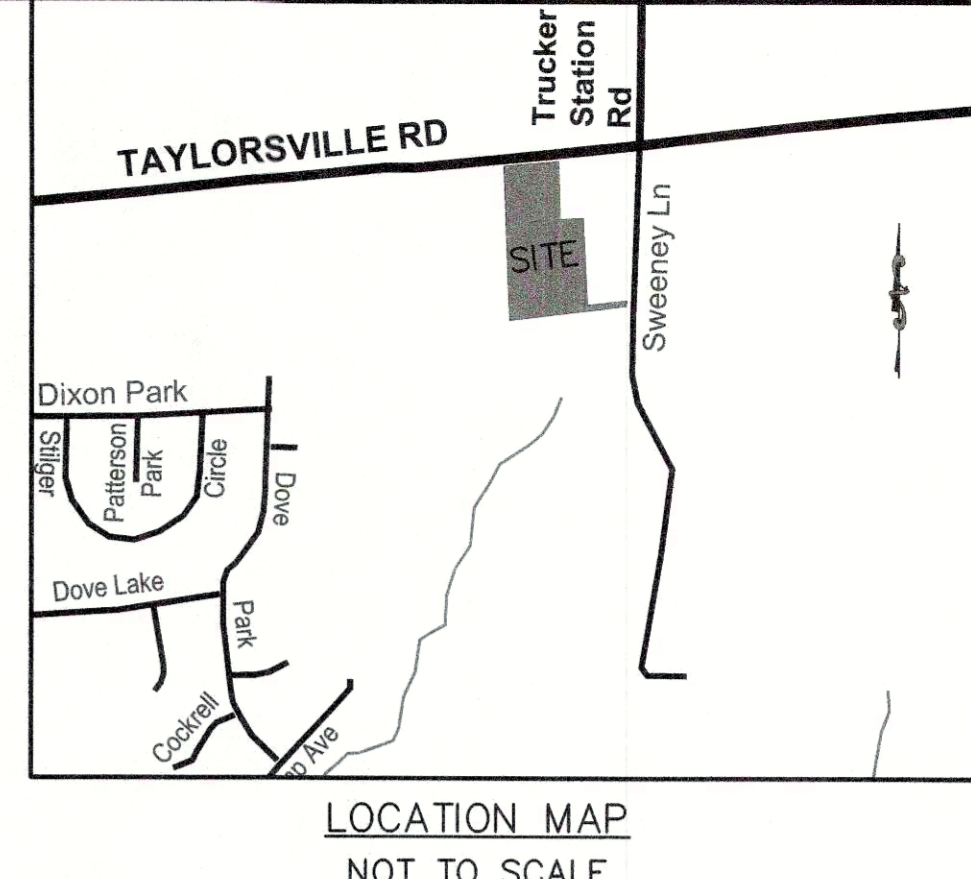 Trucker
Station
Rd
TAYLORSVILLE RD
SITE
Sweeney Ln
Dixon Park
Stilger
Patterson
Park
Circle
Dove
Dove Lake
Park
Cockrell
Ave
LOCATION MAP
NOT TO SCALE